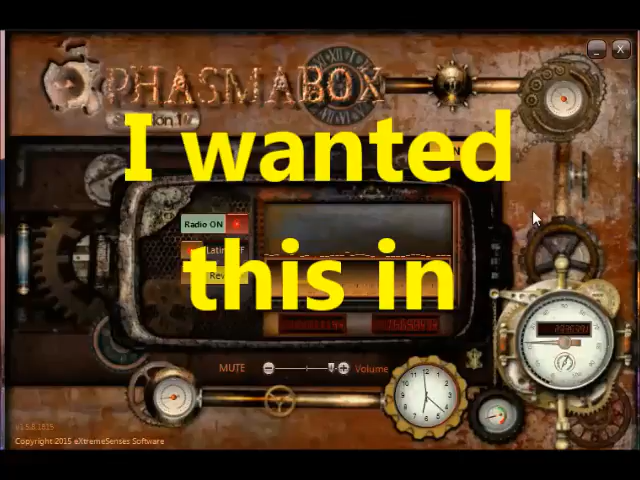 PHASMABOX
I wanted
Radio ON
this in
MUTE
Volume
Copyright 2015 eXtremeSenses Software